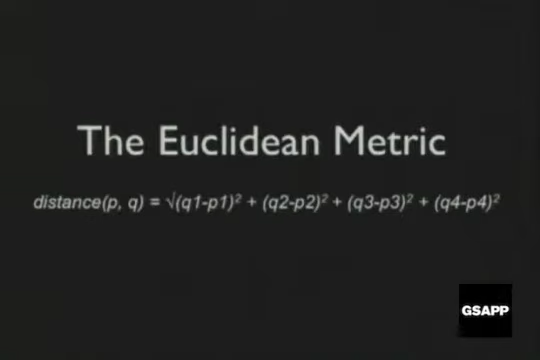 The Euclidean Metric
distance(p, q) = √(q1-p1)² + (q2-p2)² + (q3-p3)² + (q4-p4)²
GSAPP